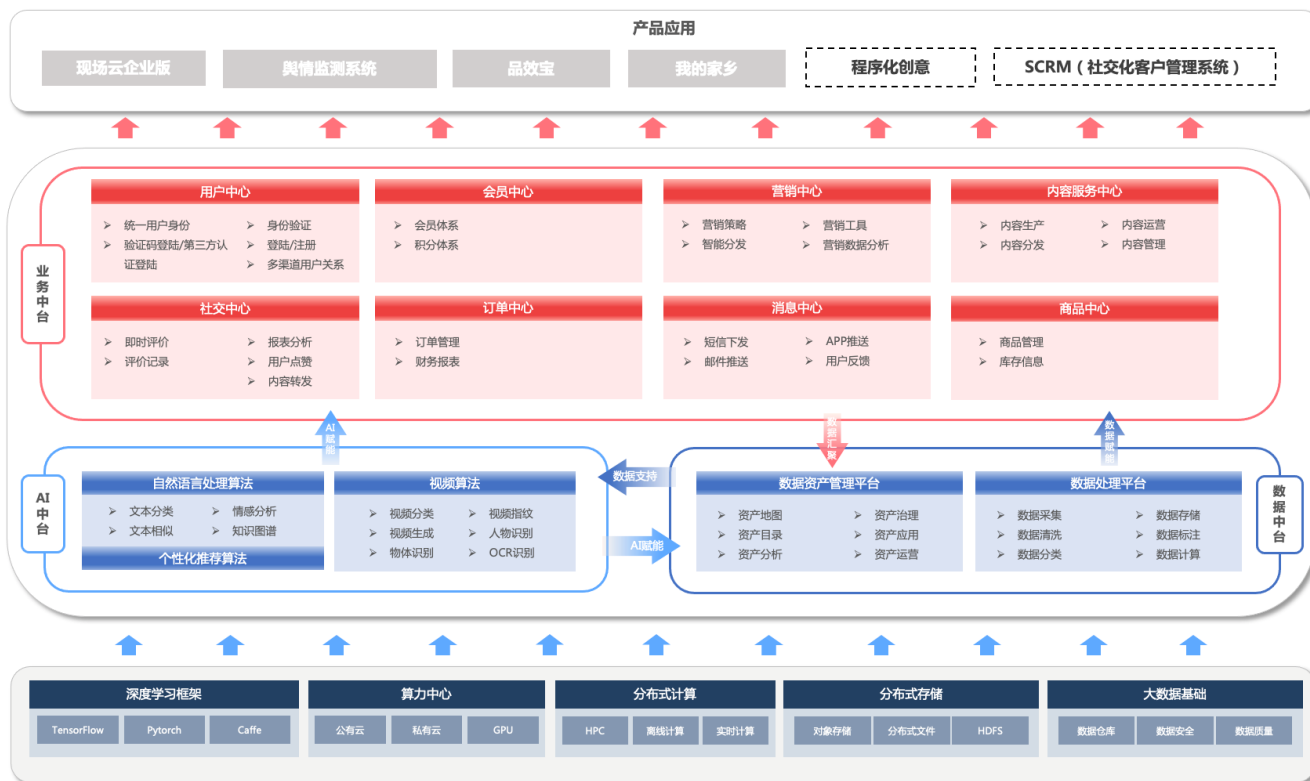 产品应用
现场云企业版
舆情监测系统
品效宝
我的家乡
程序化创意
SCRM（社交化客户管理系统）
业务中台
用户中心
统一用户身份
验证码登陆/第三方认
证登陆
身份验证
登陆/注册
多渠道用户关系
会员中心
会员体系
积分体系
营销中心
营销策略
智能分发
营销工具
营销数据分析
内容服务中心
内容生产
内容分发
内容运营
内容管理
社交中心
即时评价
评价记录
报表分析
用户点赞
内容转发
订单中心
订单管理
财务报表
消息中心
短信下发
邮件推送
APP推送
用户反馈
商品中心
商品管理
库存信息
AI赋能
数据汇聚
数据赋能
AI中台
自然语言处理算法
文本分类
文本相似
情感分析
知识图谱
个性化推荐算法
视频算法
视频分类
视频生成
物体识别
视频指纹
人物识别
OCR识别
数据支持
AI赋能
数据资产管理平台
资产地图
资产目录
资产分析
资产治理
资产应用
资产运营
数据处理平台
数据采集
数据清洗
数据分类
数据存储
数据标注
数据计算
数据中台
深度学习框架
TensorFlow
Pytorch
Caffe
算力中心
公有云
私有云
GPU
分布式计算
HPC
离线计算
实时计算
分布式存储
对象存储
分布式文件
HDFS
大数据基础
数据仓库
数据安全
数据质量